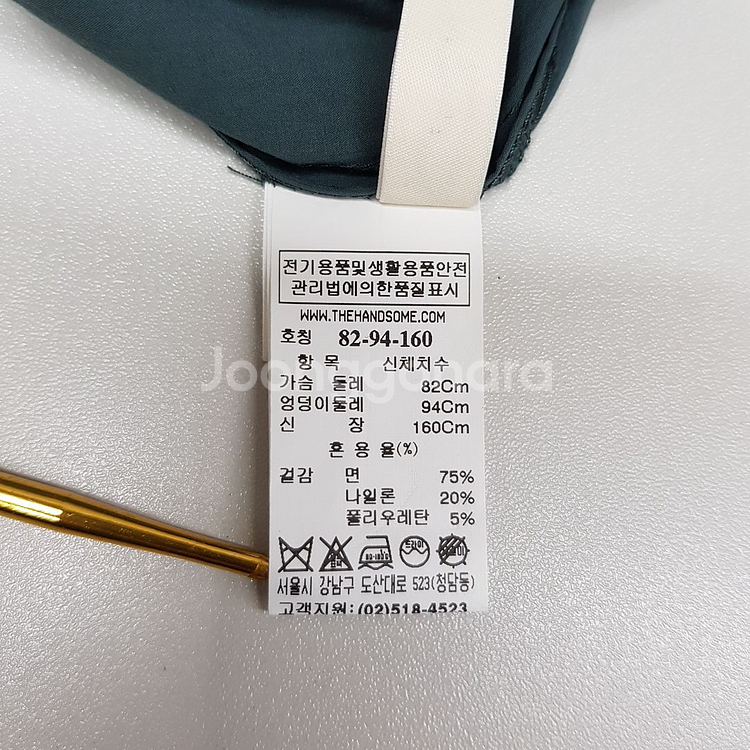 전기용품및생활용품안전
관리법에의한품질표시
WWW.THEHANDSOME.COM
호칭 82-94-160
항 목 신체치수
Joonggonara
가슴 둘레 82Cm
엉덩이둘레 94Cm
신 장 160Cm
혼 용 율(%)
겉감 면 75%
나일론 20%
폴리우레탄 5%
드라이
서울시 강남구 도산대로 523(청담동)
고객지원: (02)518-4523